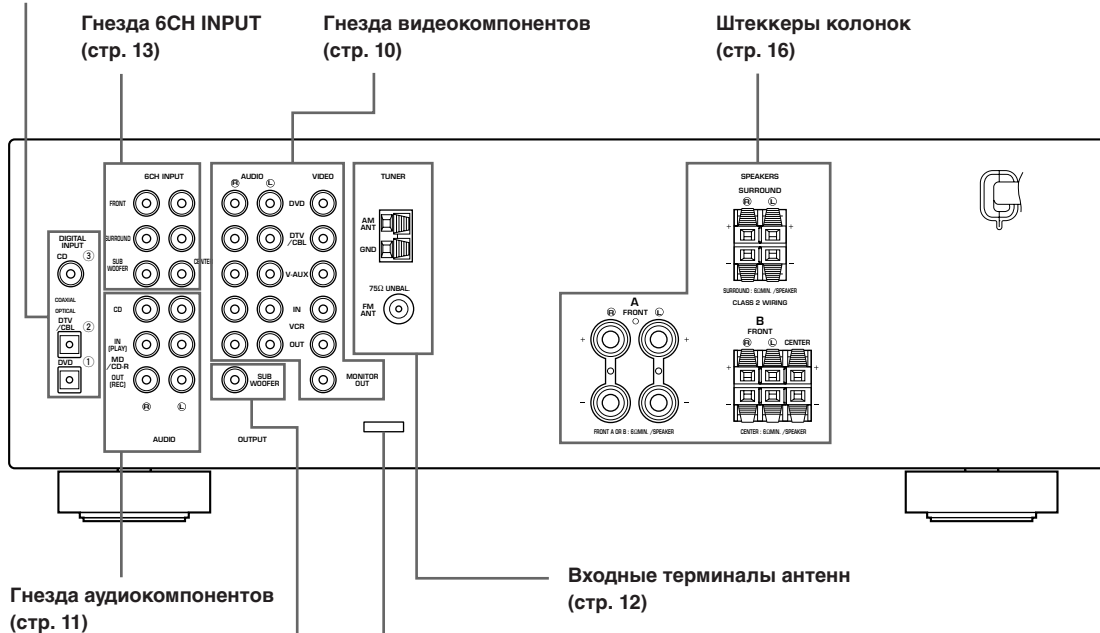 Гнезда 6CH INPUT
(стр. 13)
Гнезда видеокомпонентов
(стр. 10)
Штеккеры колонок
(стр. 16)
6CH INPUT
FRONT
SURROUND
SUB
WOOFER
CENTER
DIGITAL
INPUT
CD ③
COAXIAL
OPTICAL
DTV
/CBL ②
DVD ①
CD
IN
(PLAY)
MD
/CD-R
OUT
(REC)
Ⓡ Ⓛ
AUDIO
AUDIO VIDEO
Ⓡ Ⓛ
DVD
DTV
/CBL
V-AUX
IN
VCR
OUT
SUB
WOOFER
MONITOR
OUT
OUTPUT
TUNER
AM
ANT
GND
75Ω UNBAL.
FM
ANT
SPEAKERS
SURROUND
Ⓡ Ⓛ
+ +
– –
SURROUND : 6ΩMIN. /SPEAKER
CLASS 2 WIRING
A
FRONT
Ⓡ Ⓛ
+ +
– –
FRONT A OR B : 6ΩMIN. /SPEAKER
B
FRONT
Ⓡ Ⓛ CENTER
+ +
– –
CENTER : 6ΩMIN. /SPEAKER
Гнезда аудиокомпонентов
(стр. 11)
Входные терминалы антенн
(стр. 12)